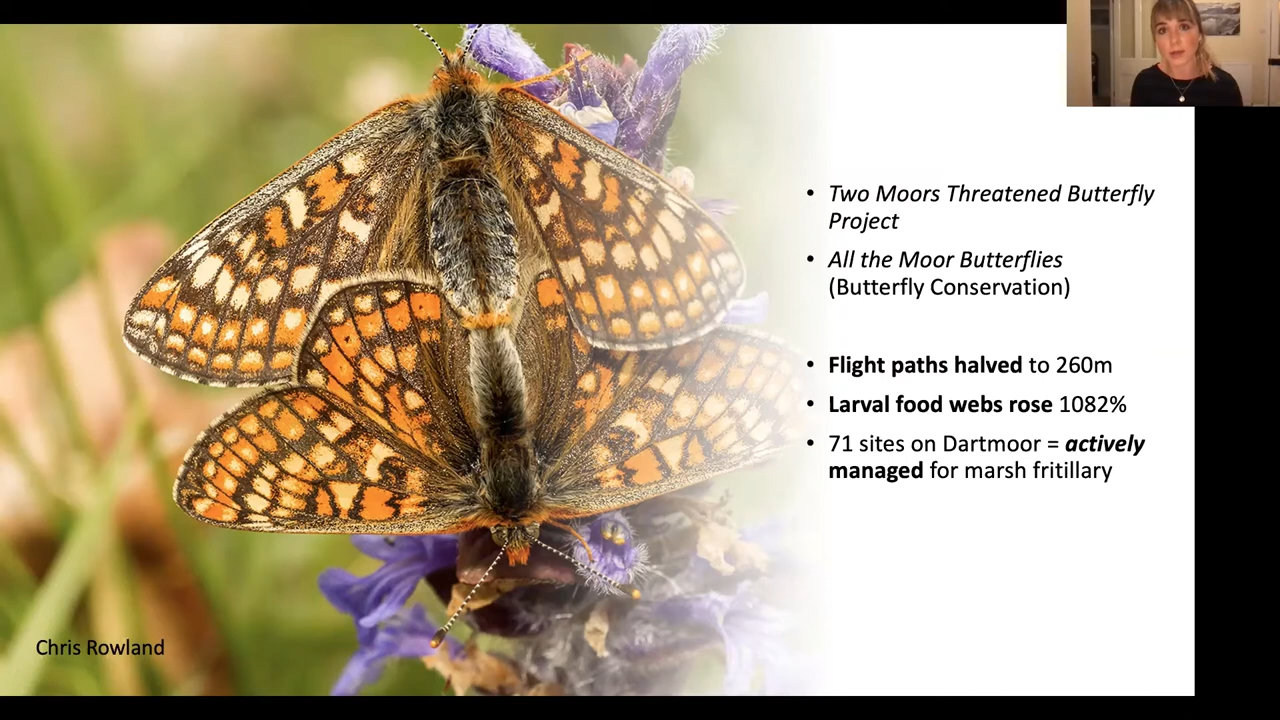 • Two Moors Threatened Butterfly
Project
• All the Moor Butterflies
(Butterfly Conservation)
• Flight paths halved to 260m
• Larval food webs rose 1082%
• 71 sites on Dartmoor = actively
managed for marsh fritillary
Chris Rowland